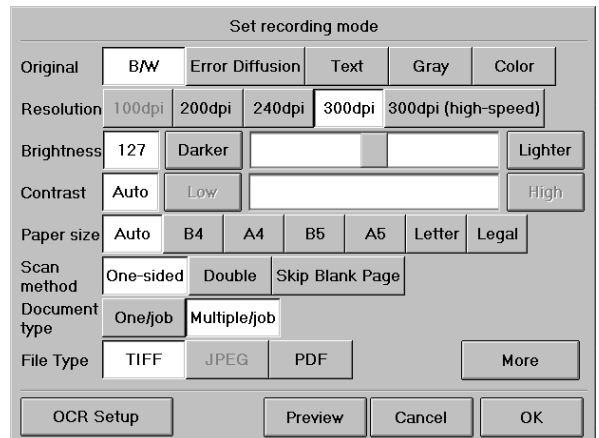 Set recording mode
Original B/W Error Diffusion Text Gray Color
Resolution 100dpi 200dpi 240dpi 300dpi 300dpi (high-speed)
Brightness 127 Darker Lighter
Contrast Auto Low High
Paper size Auto B4 A4 B5 A5 Letter Legal
Scan method One-sided Double Skip Blank Page
Document type One/job Multiple/job
File Type TIFF JPEG PDF More
OCR Setup Preview Cancel OK